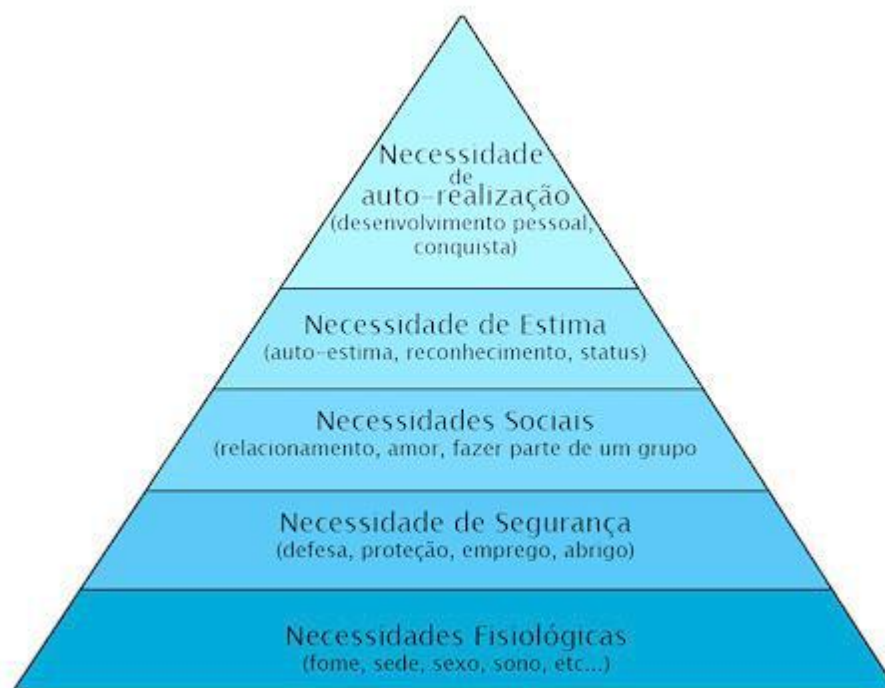 Necessidade
de
auto-realização
(desenvolvimento pessoal,
conquista)
Necessidade de Estima
(auto-estima, reconhecimento, status)
Necessidades Sociais
(relacionamento, amor, fazer parte de um grupo
Necessidade de Segurança
(defesa, proteção, emprego, abrigo)
Necessidades Fisiológicas
(fome, sede, sexo, sono, etc...)